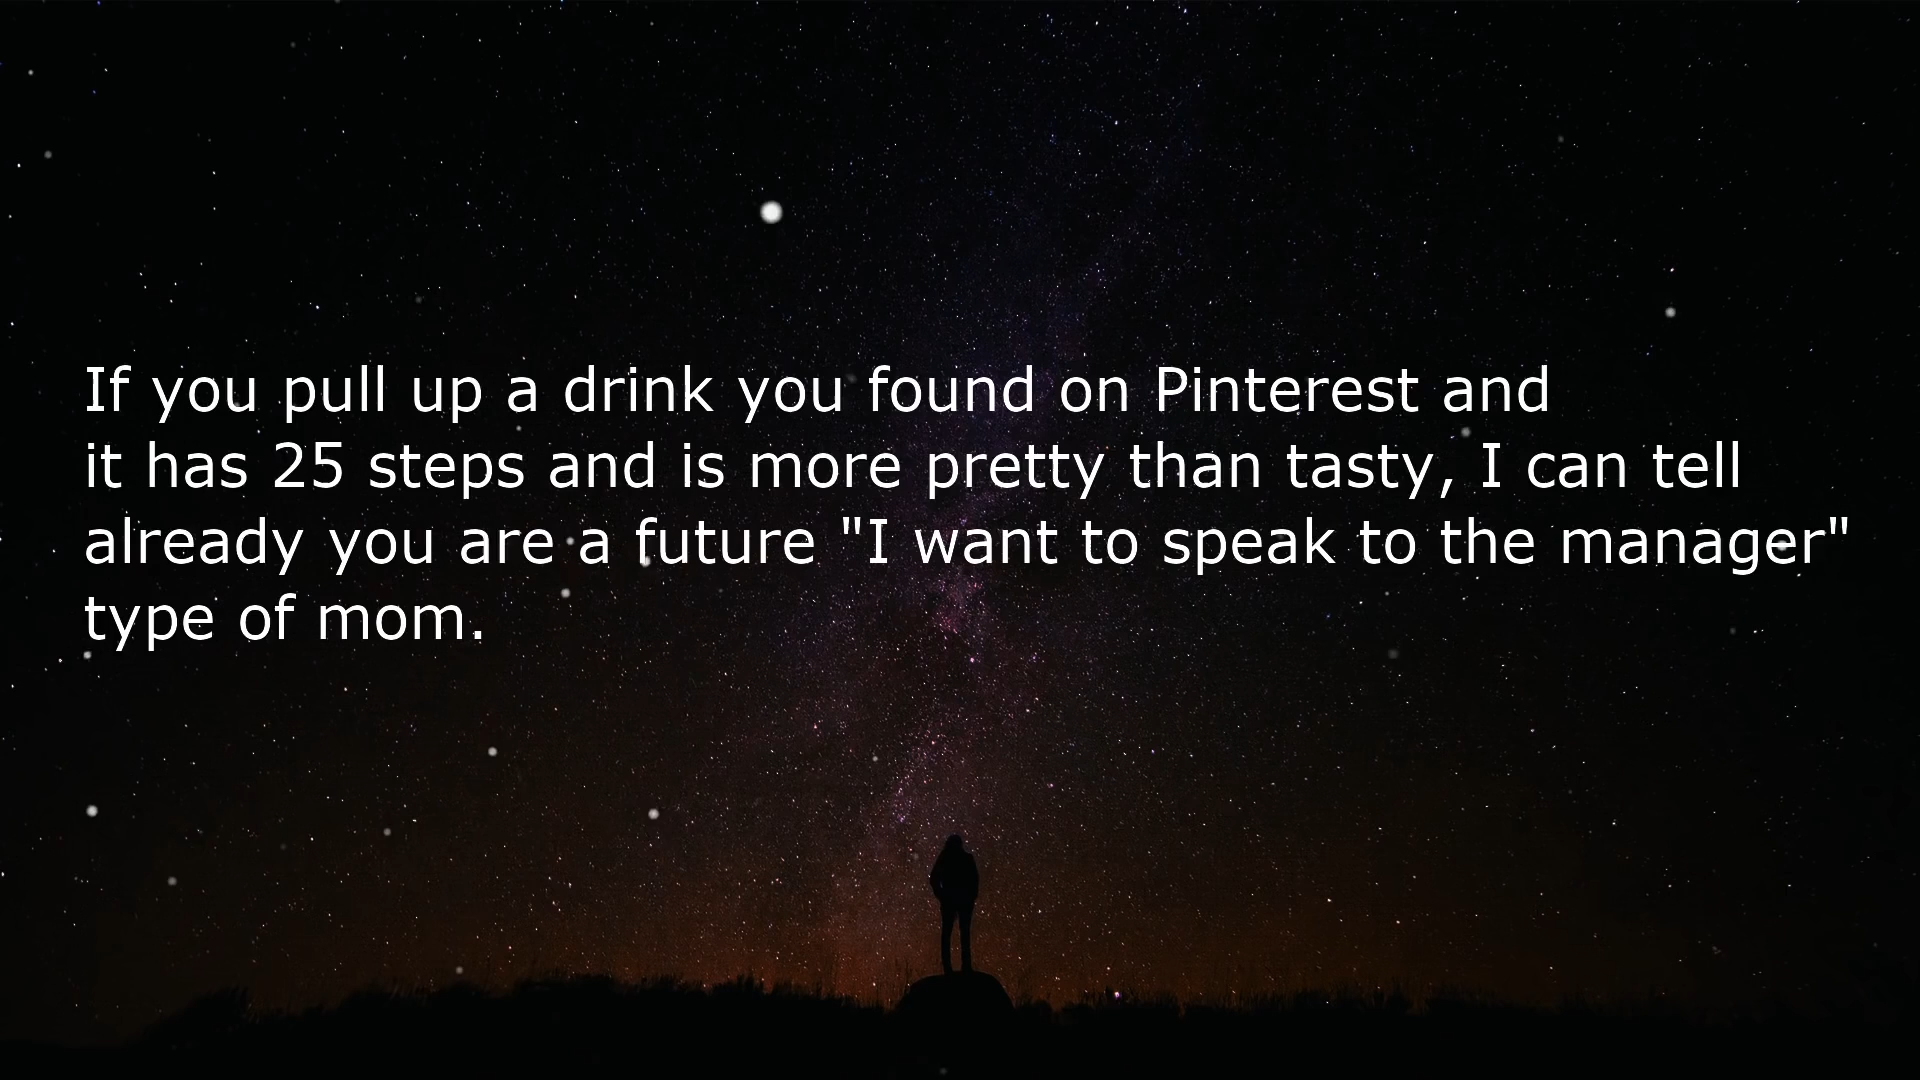 If you pull up a drink you found on Pinterest and
it has 25 steps and is more pretty than tasty, I can tell
already you are a future "I want to speak to the manager"
type of mom.